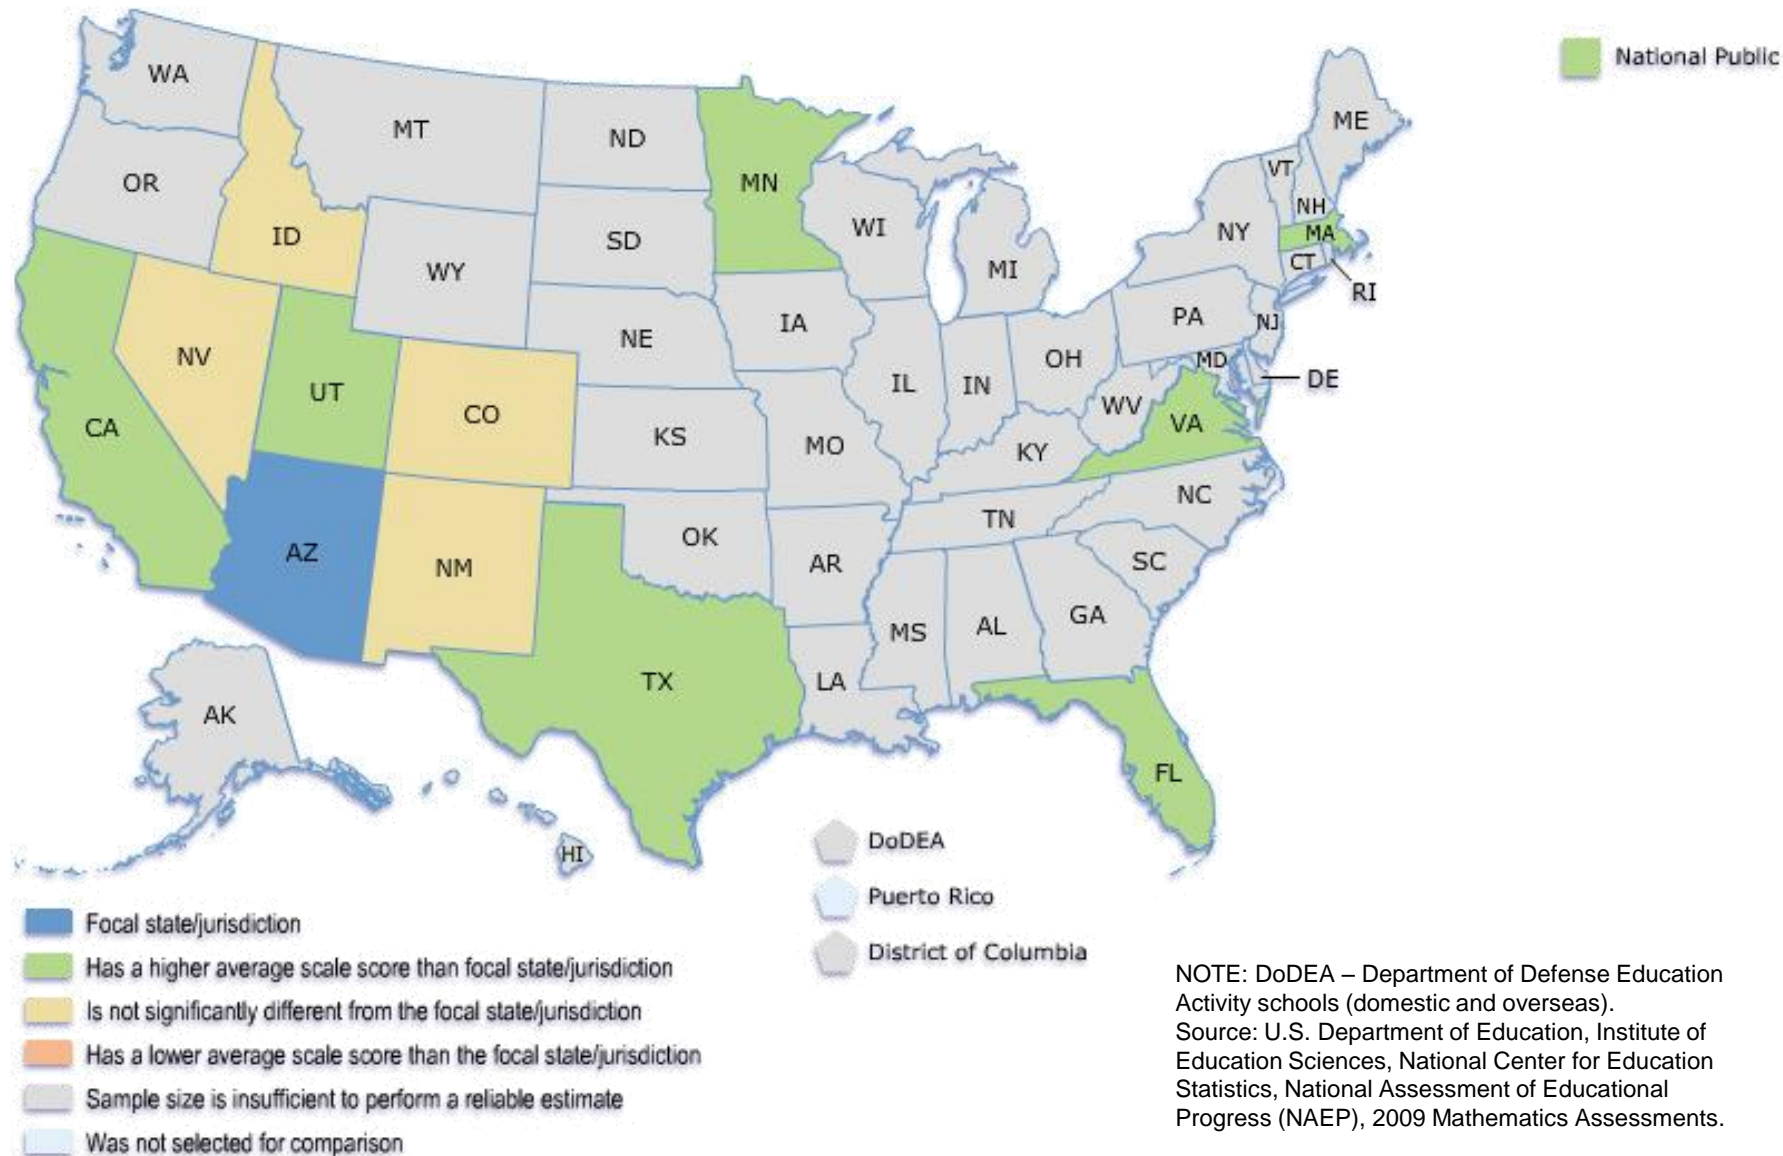 National Public
WA
MT
ND
MN
OR
ID
WY
SD
WI
MI
NY
VT
NH
ME
MA
CT
RI
NV
UT
CO
NE
IA
IL
IN
OH
PA
NJ
MD
DE
CA
KS
MO
KY
WV
VA
AZ
NM
OK
AR
TN
NC
SC
TX
LA
MS
AL
GA
FL
AK
HI
DoDEA
Puerto Rico
District of Columbia
Focal state/jurisdiction
Has a higher average scale score than focal state/jurisdiction
Is not significantly different from the focal state/jurisdiction
Has a lower average scale score than the focal state/jurisdiction
Sample size is insufficient to perform a reliable estimate
Was not selected for comparison
NOTE: DoDEA – Department of Defense Education
Activity schools (domestic and overseas).
Source: U.S. Department of Education, Institute of
Education Sciences, National Center for Education
Statistics, National Assessment of Educational
Progress (NAEP), 2009 Mathematics Assessments.